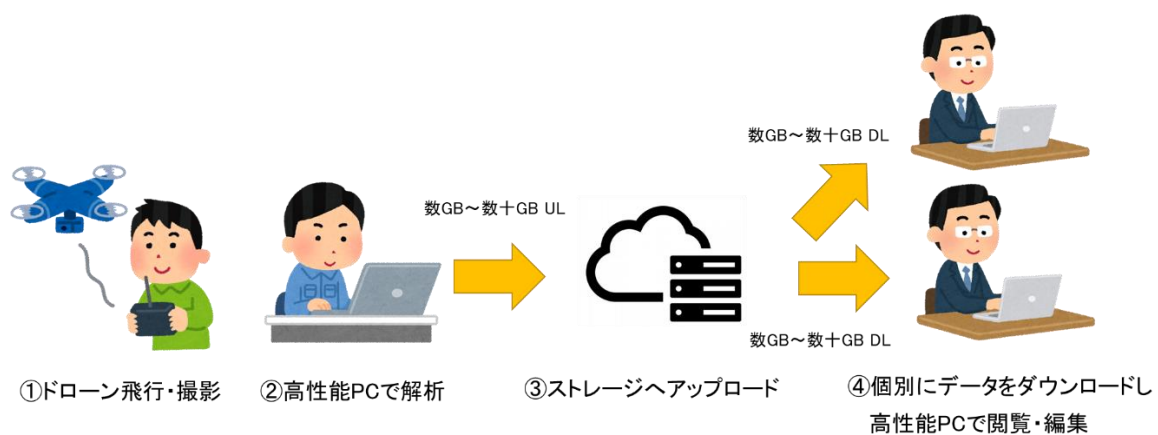 数GB～数十GB DL
数GB～数十GB UL
数GB～数十GB DL
①ドローン飛行・撮影
②高性能PCで解析
③ストレージへアップロード
④個別にデータをダウンロードし
高性能PCで閲覧・編集